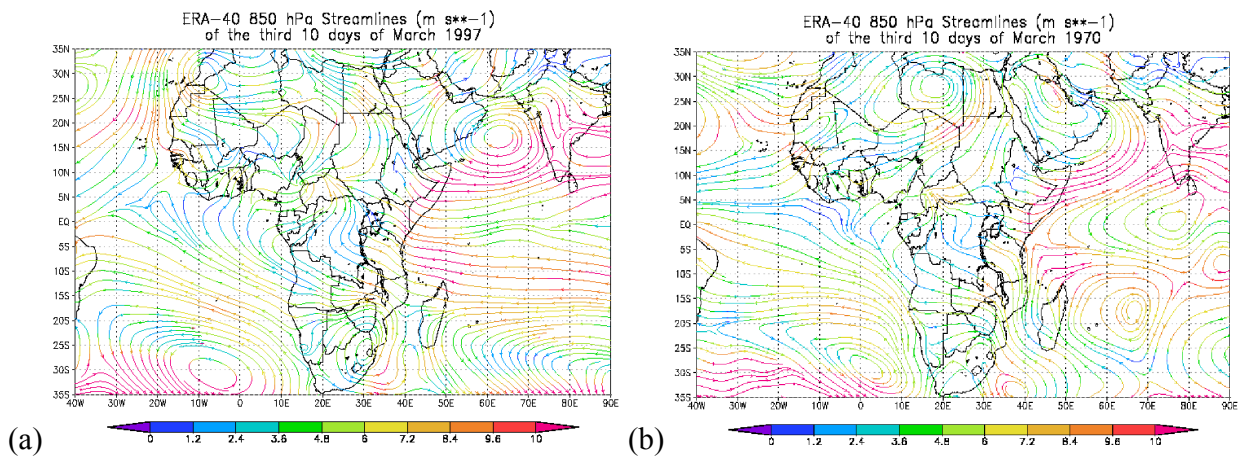 ERA-40 850 hPa Streamlines (m s**-1)
of the third 10 days of March 1997
35N
30N
25N
20N
15N
10N
5N
EQ
5S
10S
15S
20S
25S
30S
35S
40W 30W 20W 10W 0 10E 20E 30E 40E 50E 60E 70E 80E 90E
0 1.2 2.4 3.6 4.8 6 7.2 8.4 9.6 10
(a)
ERA-40 850 hPa Streamlines (m s**-1)
of the third 10 days of March 1970
35N
30N
25N
20N
15N
10N
5N
EQ
5S
10S
15S
20S
25S
30S
35S
40W 30W 20W 10W 0 10E 20E 30E 40E 50E 60E 70E 80E 90E
0 1.2 2.4 3.6 4.8 6 7.2 8.4 9.6 10
(b)